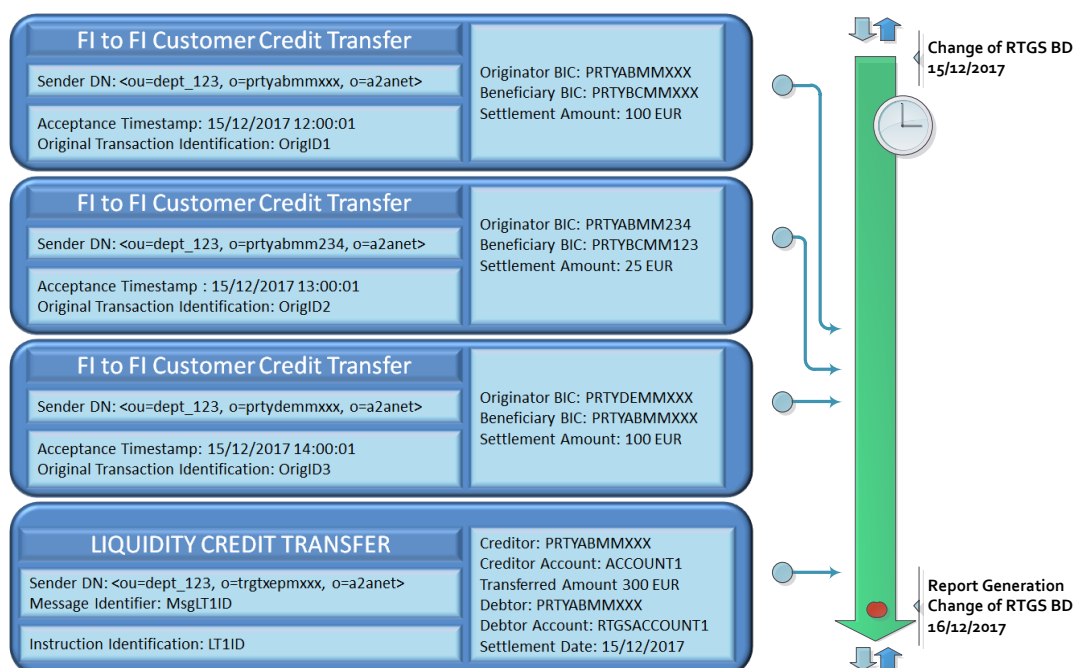 FI to FI Customer Credit Transfer
Sender DN: <ou=dept_123, o=prtyabmmxxx, o=a2anet>
Acceptance Timestamp: 15/12/2017 12:00:01
Original Transaction Identification: OrigID1
Originator BIC: PRTYABMMXXX
Beneficiary BIC: PRTYBCMMXXX
Settlement Amount: 100 EUR
FI to FI Customer Credit Transfer
Sender DN: <ou=dept_123, o=prtyabmm234, o=a2anet>
Acceptance Timestamp : 15/12/2017 13:00:01
Original Transaction Identification: OrigID2
Originator BIC: PRTYABMM234
Beneficiary BIC: PRTYBCMM123
Settlement Amount: 25 EUR
FI to FI Customer Credit Transfer
Sender DN: <ou=dept_123, o=prtydemmxxx, o=a2anet>
Acceptance Timestamp: 15/12/2017 14:00:01
Original Transaction Identification: OrigID3
Originator BIC: PRTYDEMMXXX
Beneficiary BIC: PRTYABMMXXX
Settlement Amount: 100 EUR
LIQUIDITY CREDIT TRANSFER
Sender DN: <ou=dept_123, o=trgtxepmxxx, o=a2anet>
Message Identifier: MsgLT1ID
Instruction Identification: LT1ID
Creditor: PRTYABMMXXX
Creditor Account: ACCOUNT1
Transferred Amount 300 EUR
Debtor: PRTYABMMXXX
Debtor Account: RTGSACCOUNT1
Settlement Date: 15/12/2017
Change of RTGS BD
15/12/2017
Report Generation
Change of RTGS BD
16/12/2017